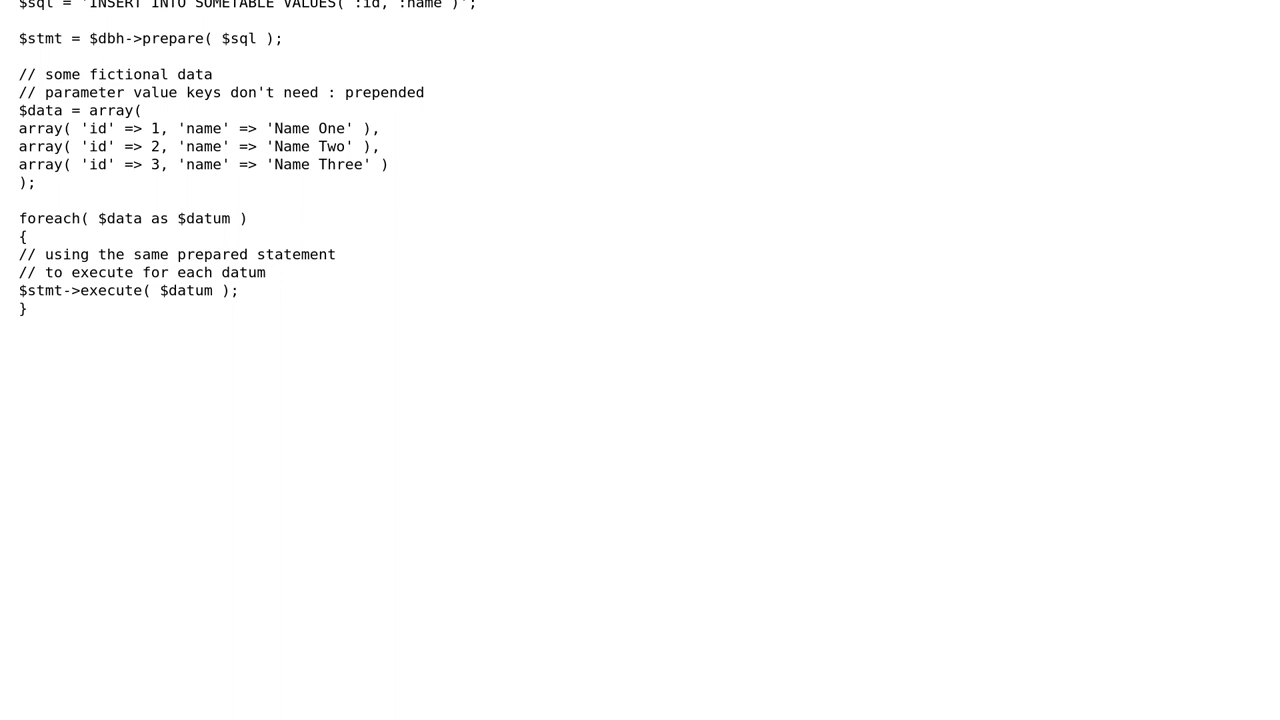 $sql = 'INSERT INTO SOMETABLE VALUES( :id, :name )';
$stmt = $dbh->prepare( $sql );
// some fictional data
// parameter value keys don't need : prepended
$data = array(
array( 'id' => 1, 'name' => 'Name One' ),
array( 'id' => 2, 'name' => 'Name Two' ),
array( 'id' => 3, 'name' => 'Name Three' )
);
foreach( $data as $datum )
{
// using the same prepared statement
// to execute for each datum
$stmt->execute( $datum );
}